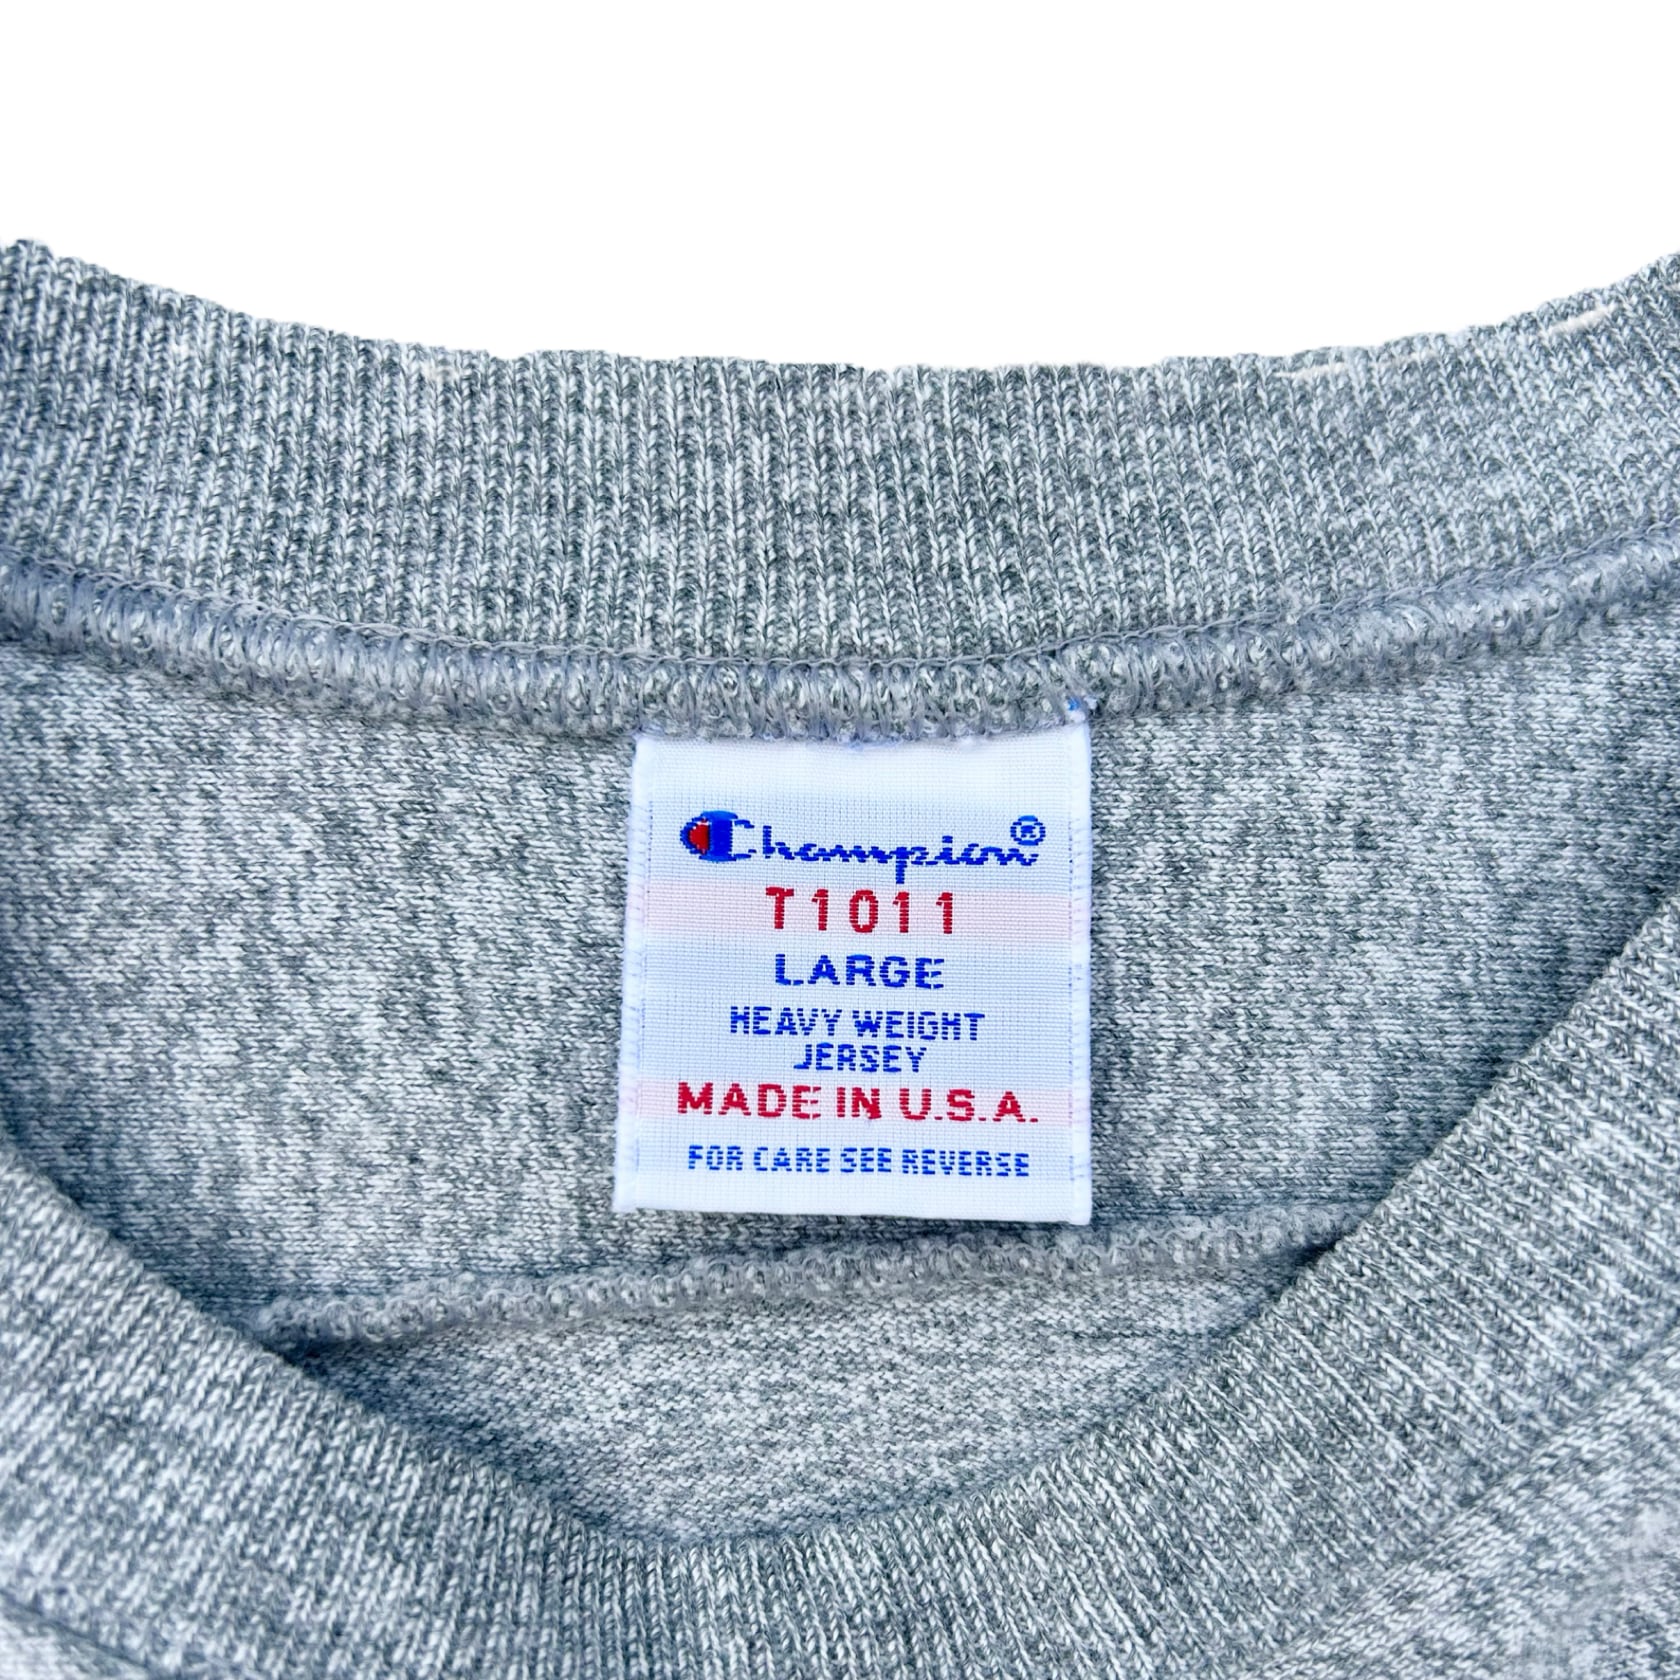 Champion®
T1011
LARGE
HEAVY WEIGHT
JERSEY
MADE IN U.S.A.
FOR CARE SEE REVERSE